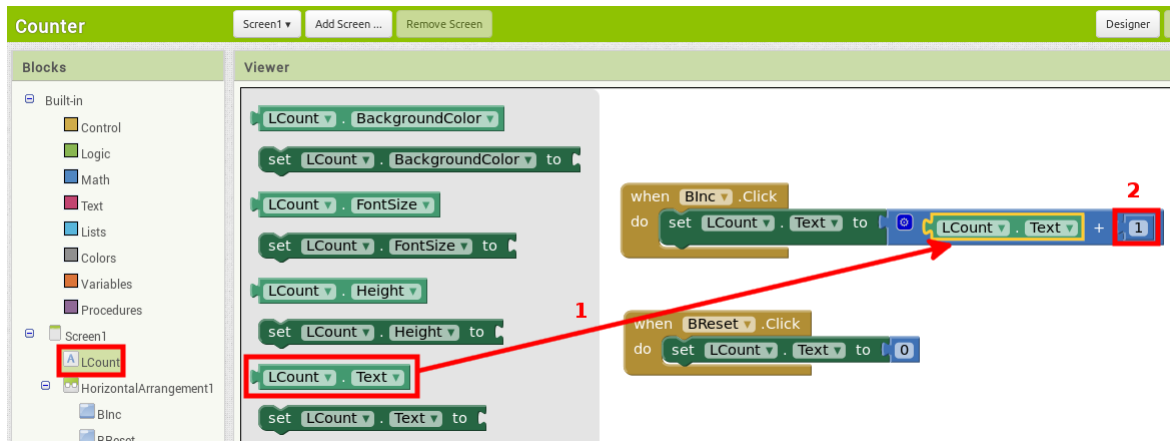 Counter
Screen1 ▾ Add Screen ... Remove Screen Designer
Blocks
Viewer
Built-in
Control
Logic
Math
Text
Lists
Colors
Variables
Procedures
Screen1
A LCount
HorizontalArrangement1
BInc
BReset
LCount . BackgroundColor
set LCount . BackgroundColor to
LCount . FontSize
set LCount . FontSize to
LCount . Height
set LCount . Height to
LCount . Text
set LCount . Text to
1
when BInc .Click
do set LCount . Text to LCount . Text + 1
2
when BReset .Click
do set LCount . Text to 0